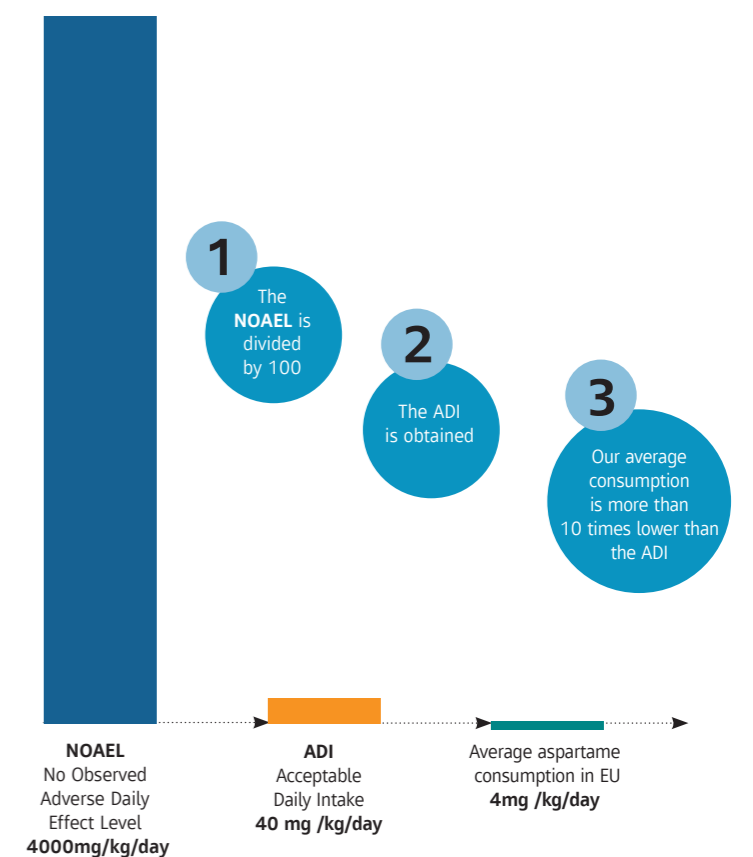 1
The
NOAEL is
divided
by 100
2
The ADI
is obtained
3
Our average
consumption
is more than
10 times lower than
the ADI
NOAEL
No Observed
Adverse Daily
Effect Level
4000mg/kg/day
ADI
Acceptable
Daily Intake
40 mg /kg/day
Average aspartame
consumption in EU
4mg /kg/day